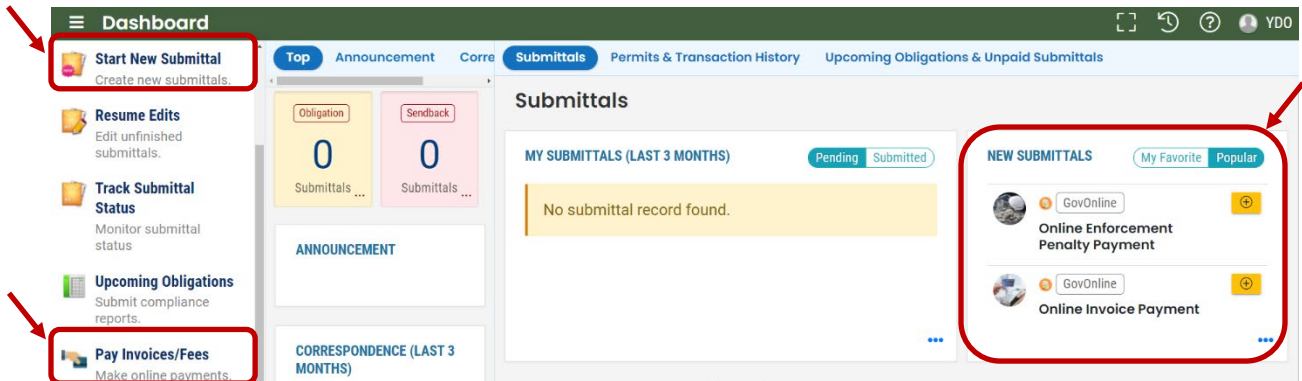 Dashboard
YDO
Start New Submittal
Create new submittals.
Resume Edits
Edit unfinished
submittals.
Track Submittal
Status
Monitor submittal
status
Upcoming Obligations
Submit compliance
reports.
Pay Invoices/Fees
Make online payments.
Top Announcement Corre
Obligation
0
Submittals ...
Sendback
0
Submittals ...
ANNOUNCEMENT
CORRESPONDENCE (LAST 3
MONTHS)
Submittals Permits & Transaction History Upcoming Obligations & Unpaid Submittals
Submittals
MY SUBMITTALS (LAST 3 MONTHS) Pending Submitted
No submittal record found.
NEW SUBMITTALS My Favorite Popular
GovOnline
Online Enforcement
Penalty Payment
GovOnline
Online Invoice Payment